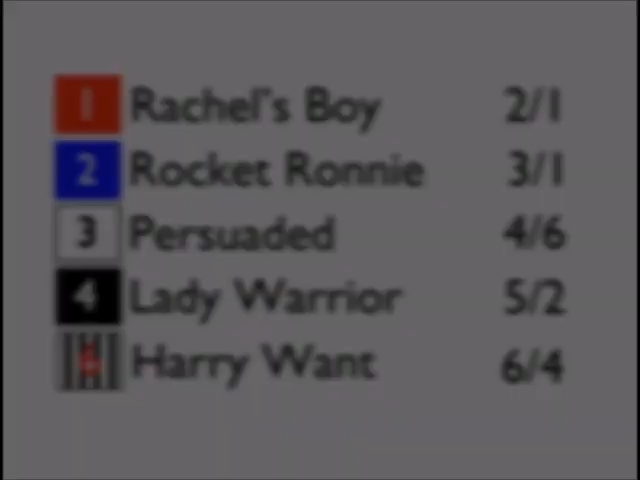 1 Rachel's Boy 2/1
2 Rocket Ronnie 3/1
3 Persuaded 4/6
4 Lady Warrior 5/2
6 Harry Want 6/4